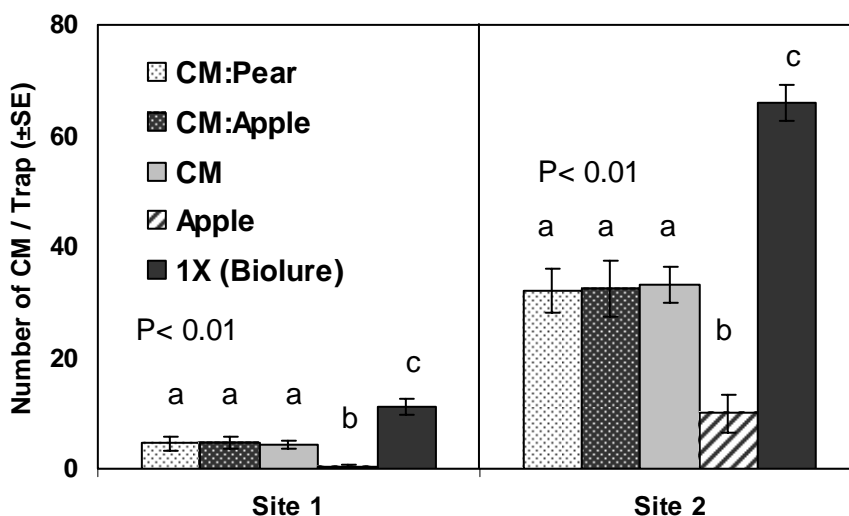 Number of CM / Trap (±SE)
80
60
40
20
0
CM:Pear
CM:Apple
CM
Apple
1X (Biolure)
P< 0.01
a
a
a
b
c
P< 0.01
a
a
a
b
c
Site 1
Site 2